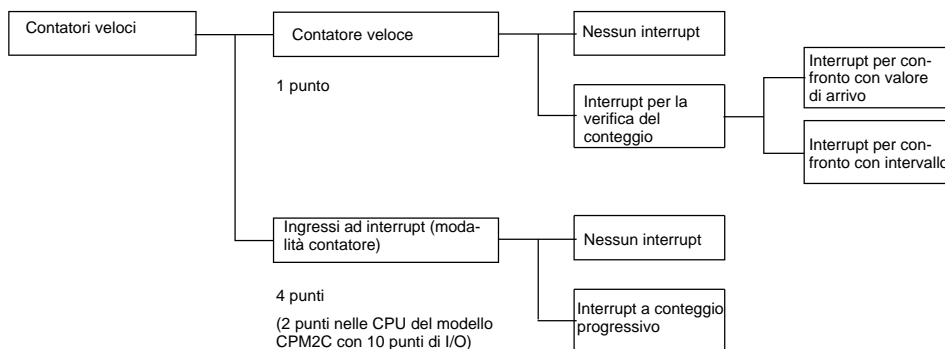 Contatori veloci
Contatore veloce
1 punto
Nessun interrupt
Interrupt per la
verifica del
conteggio
Interrupt per con-
fronto con valore
di arrivo
Interrupt per con-
fronto con intervallo
Ingressi ad interrupt (moda-
lità contatore)
4 punti
(2 punti nelle CPU del modello
CPM2C con 10 punti di I/O)
Nessun interrupt
Interrupt a conteggio
progressivo